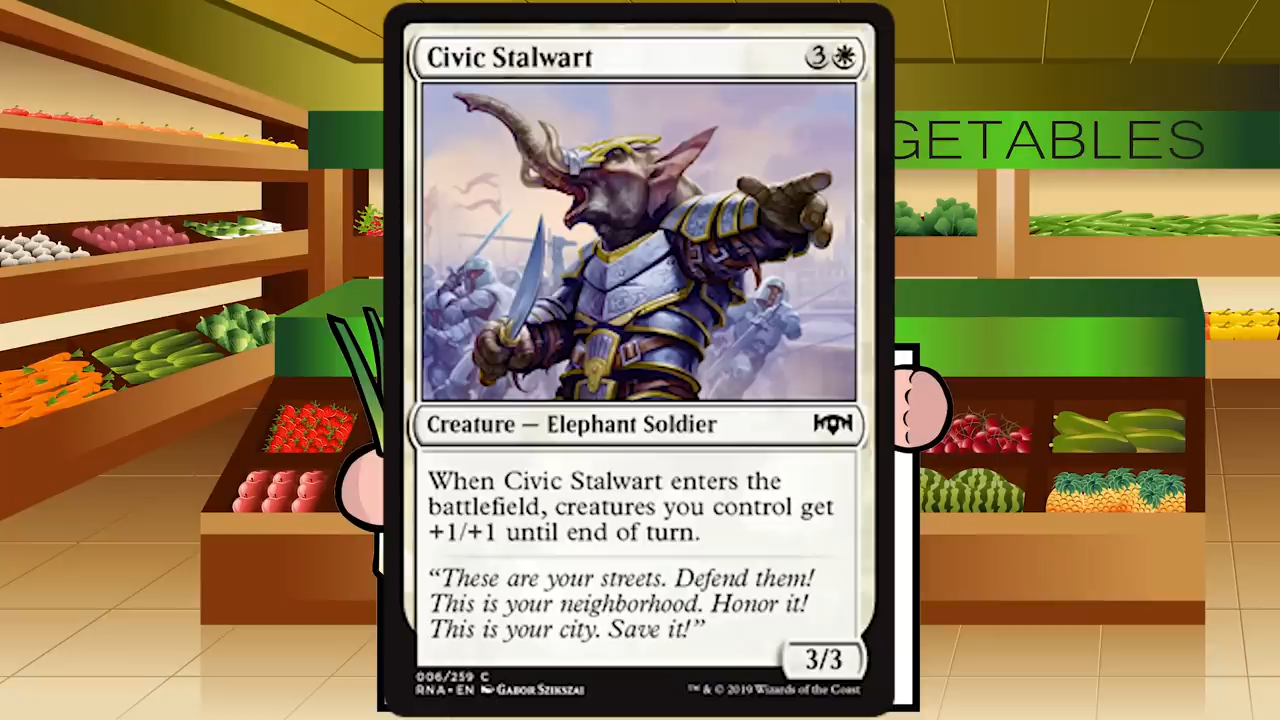 Civic Stalwart 3
GETABLES
Creature — Elephant Soldier
When Civic Stalwart enters the
battlefield, creatures you control get
+1/+1 until end of turn.
“These are your streets. Defend them!
This is your neighborhood. Honor it!
This is your city. Save it!”
3/3
006/259 C
RNA • EN Gabor Szikszai
™ & © 2019 Wizards of the Coast